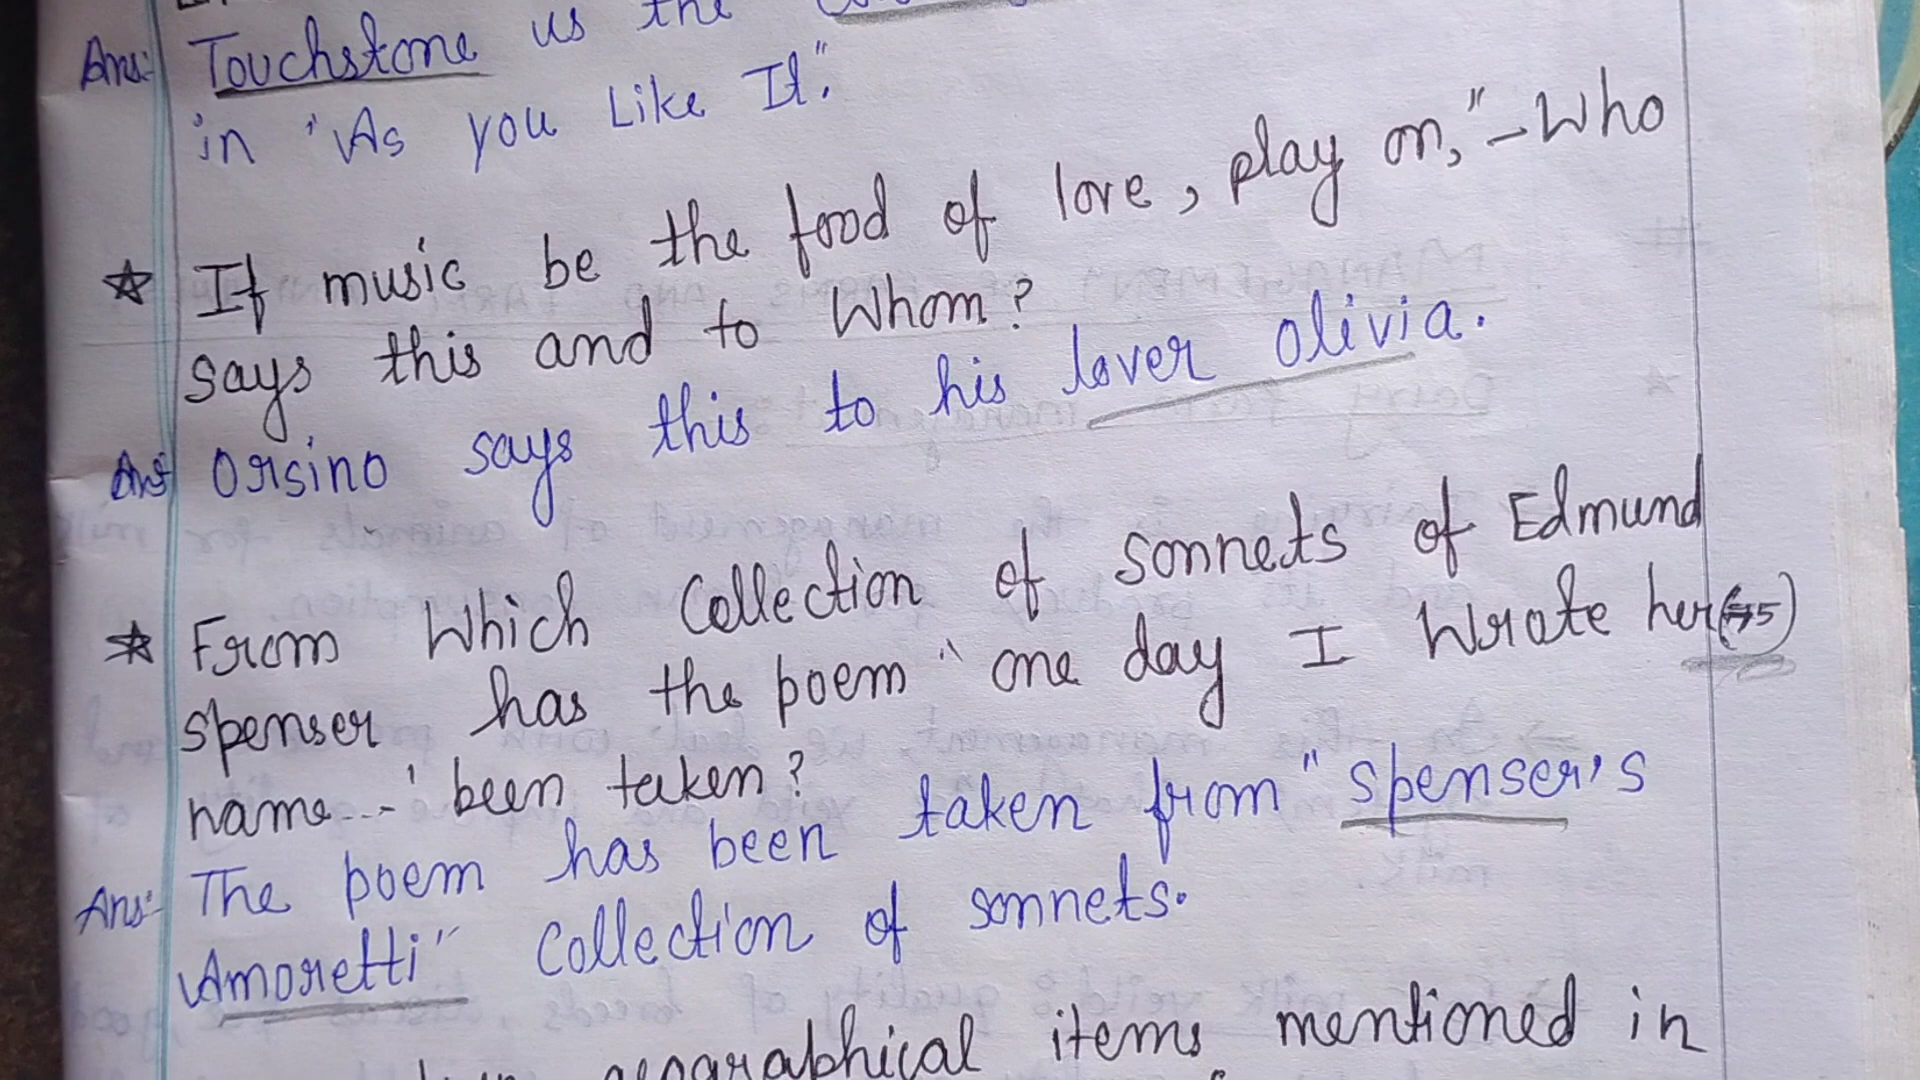 Ans: Touchstone is the
in "As you Like It."
☆ If music be the food of love, play on," – Who
says this and to Whom?
Ans Orsino says this to his lover Olivia.
☆ From Which Collection of Sonnets of Edmund
Spenser has the poem "one day I Wrote her (75)
name...' been taken?
Ans: The poem has been taken from "Spenser's
Amoretti" Collection of sonnets.
geographical items mentioned in